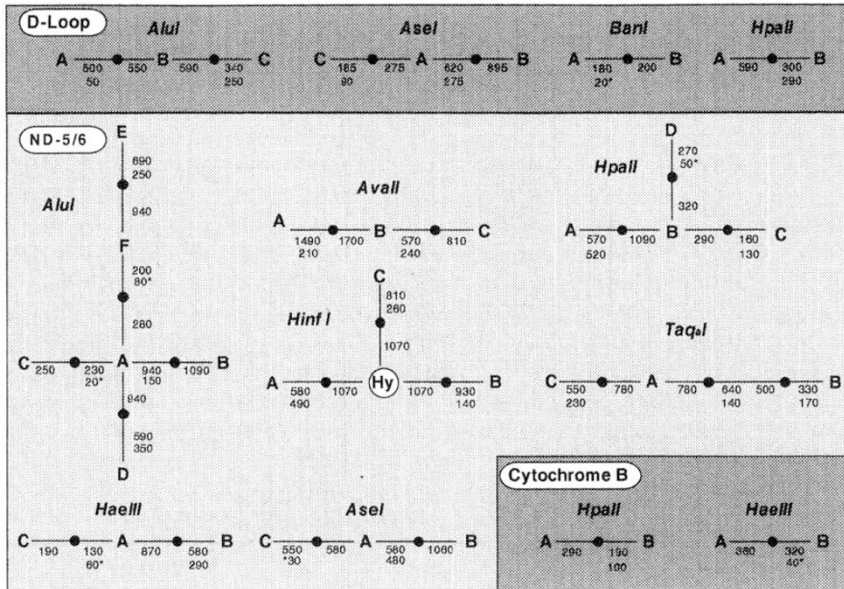 D-Loop
AluI
AseI
BanI
HpaII
A 500 550 B 590 340 C
50 250
C 185 275 A 620 895 B
90 275
A 180 200 B
20*
A 590 300 B
290
ND-5/6
AluI
E
690
250
940
F
200
80*
280
C 250 230 A 940 1090 B
20* 150
940
590
350
D
AvaII
A 1490 1700 B 570 810 C
210 240
HpaII
D
270
50*
320
A 570 1090 B 290 160 C
520 130
Hinf I
C
810
260
1070
A 580 1070 Hy 1070 930 B
490 140
TaqaI
C 550 780 A 780 640 500 330 B
230 140 170
HaeIII
C 190 130 A 870 580 B
60* 290
AseI
C 550 580 A 580 1060 B
*30 480
Cytochrome B
HpaII
A 290 190 B
100
HaeIII
A 360 320 B
40*